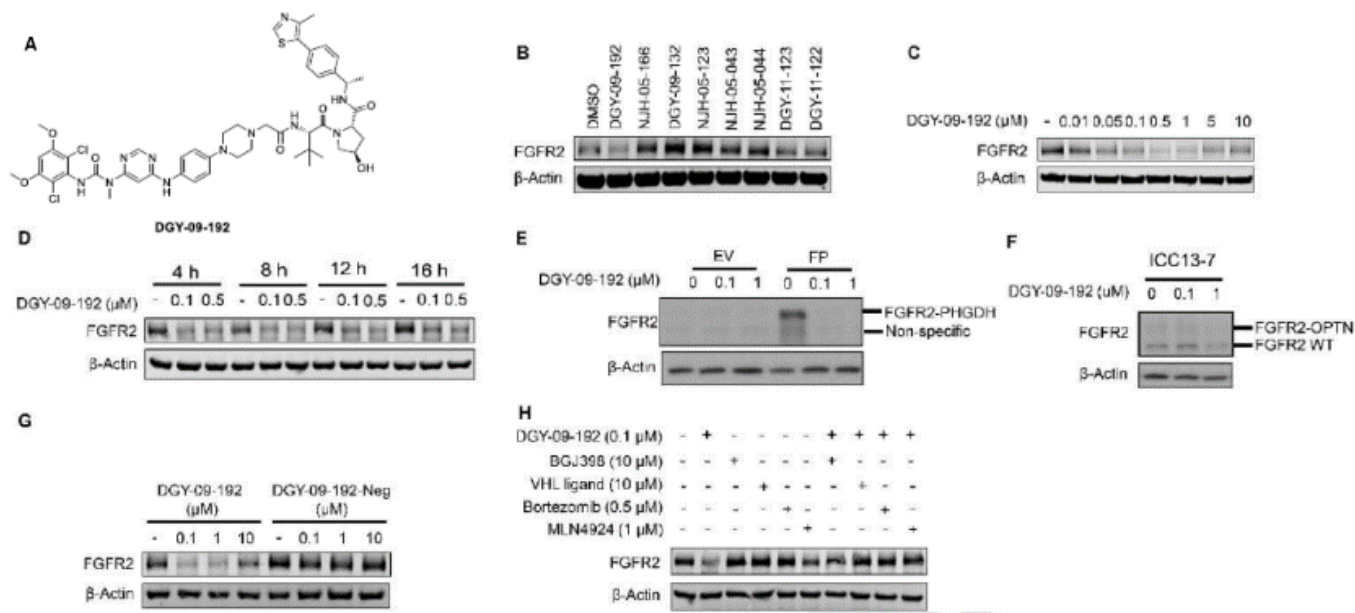 A
N
S
NH
O
N
O
H
N
O
OH
O
Cl
O
N
N
N
N
O
Cl
NH
N
N
H
DGY-09-192
B
DMSO
DGY-09-192
NJH-05-166
DGY-09-132
NJH-05-123
NJH-05-043
NJH-05-044
DGY-11-123
DGY-11-122
FGFR2
β-Actin
C
DGY-09-192 (µM) - 0.01 0.05 0.1 0.5 1 5 10
FGFR2
β-Actin
D
4 h 8 h 12 h 16 h
DGY-09-192 (µM) - 0.1 0.5 - 0.1 0.5 - 0.1 0.5 - 0.1 0.5
FGFR2
β-Actin
E
EV FP
DGY-09-192 (µM) 0 0.1 1 0 0.1 1
FGFR2
FGFR2-PHGDH
Non-specific
β-Actin
F
ICC13-7
DGY-09-192 (uM) 0 0.1 1
FGFR2
FGFR2-OPTN
FGFR2 WT
β-Actin
G
DGY-09-192 DGY-09-192-Neg
(µM) (µM)
- 0.1 1 10 - 0.1 1 10
FGFR2
β-Actin
H
DGY-09-192 (0.1 µM) - + - - - - + + + +
BGJ398 (10 µM) - - + - - - + - - -
VHL ligand (10 µM) - - - + - - - + - -
Bortezomib (0.5 µM) - - - - + - - - + -
MLN4924 (1 µM) - - - - - + - - - +
FGFR2
β-Actin